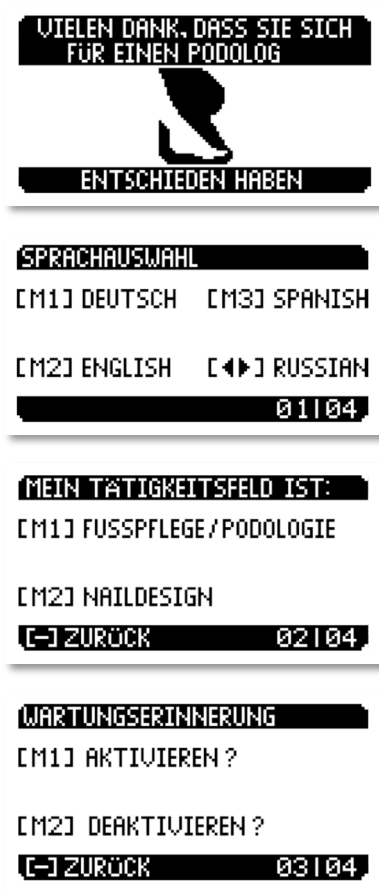 VIELEN DANK, DASS SIE SICH
FÜR EINEN PODOLOG
ENTSCHIEDEN HABEN
SPRACHAUSWAHL
[M1] DEUTSCH [M3] SPANISH
[M2] ENGLISH [◀▶] RUSSIAN
01|04
MEIN TÄTIGKEITSFELD IST:
[M1] FUSSPFLEGE/PODOLOGIE
[M2] NAILDESIGN
[–] ZURÜCK 02|04
WARTUNGSERINNERUNG
[M1] AKTIVIEREN?
[M2] DEAKTIVIEREN?
[–] ZURÜCK 03|04